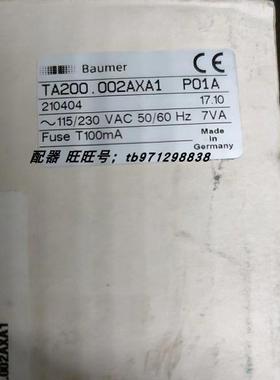 Baumer CE
TA200.002AXA1 P01A
210404 17.10
~115/230 VAC 50/60 Hz 7VA
Fuse T100mA Made in Germany
配器 旺旺号: tb971298838
.002AXA1